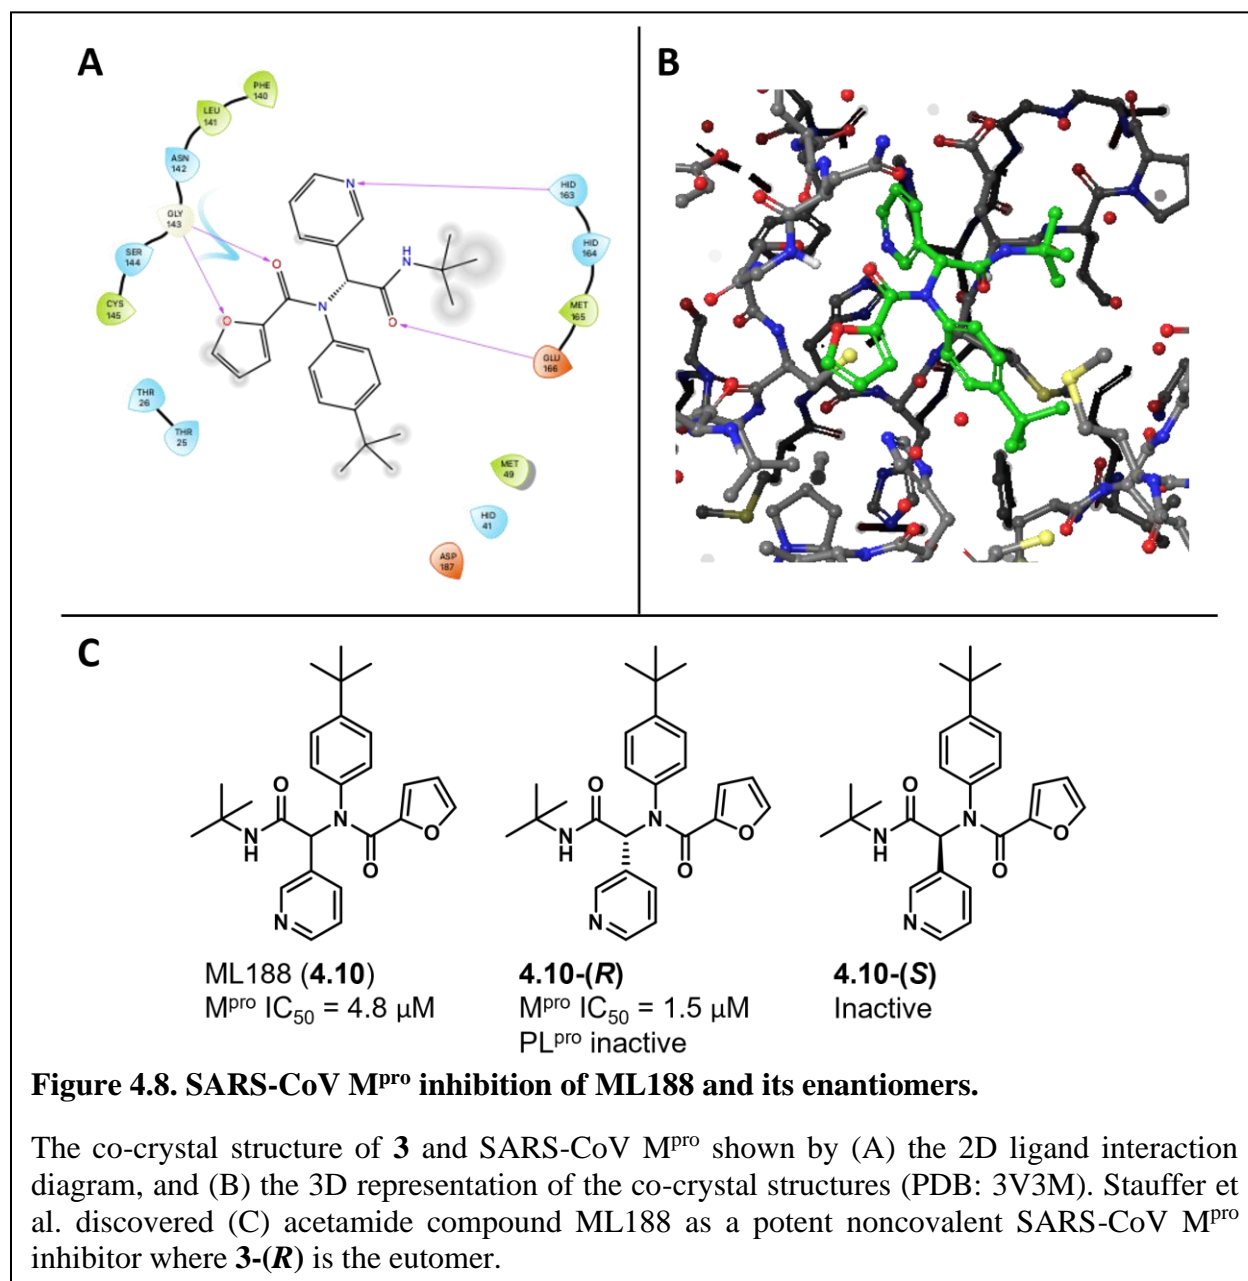 A
PHE
140
LEU
141
ASN
142
GLY
143
SER
144
CYS
145
THR
26
THR
25
N
O
N
H
N
O
O
HID
163
HID
164
MET
165
GLU
166
MET
49
HID
41
ASP
187
B
C
O
N
H
N
O
O
N
ML188 (4.10)
Mpro IC50 = 4.8 μM
O
N
H
N
O
O
N
4.10-(R)
Mpro IC50 = 1.5 μM
PLpro inactive
O
N
H
N
O
O
N
4.10-(S)
Inactive
Figure 4.8. SARS-CoV Mpro inhibition of ML188 and its enantiomers.
The co-crystal structure of 3 and SARS-CoV Mpro shown by (A) the 2D ligand interaction
diagram, and (B) the 3D representation of the co-crystal structures (PDB: 3V3M). Stauffer et
al. discovered (C) acetamide compound ML188 as a potent noncovalent SARS-CoV Mpro
inhibitor where 3-(R) is the eutomer.